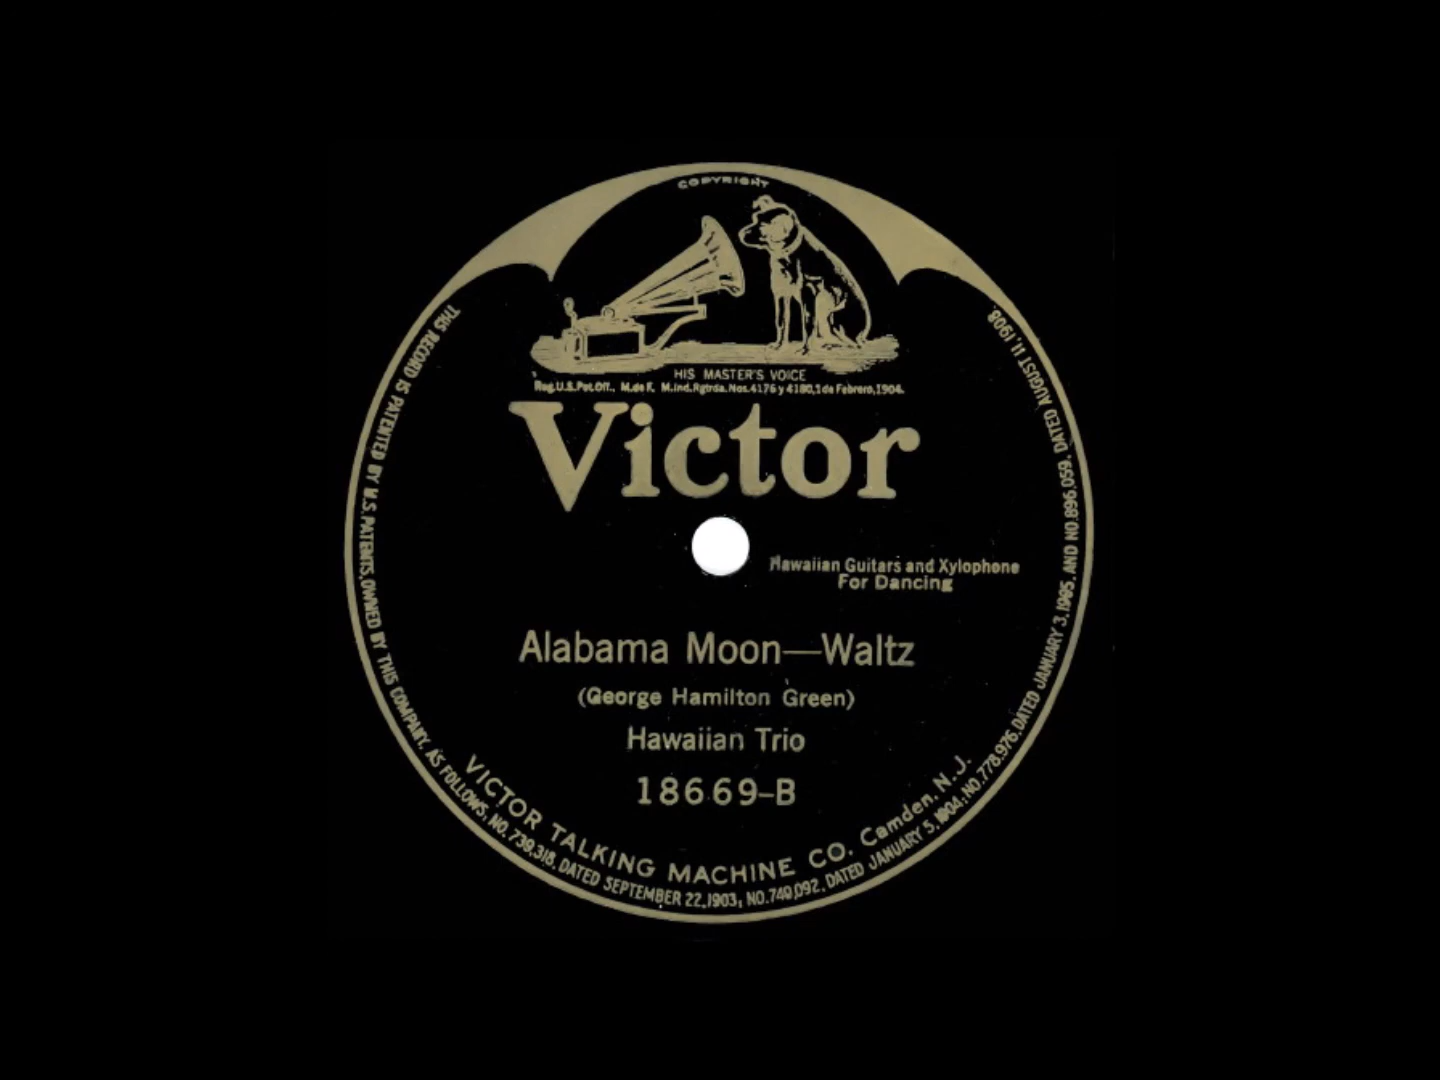 COPYRIGHT
HIS MASTER'S VOICE
Reg.U.S.Pat.Off., M.de F. M.Ind.Rgtrda.Nos.4176 y 4180,1 de Febrero,1904.
Victor
Hawaiian Guitars and Xylophone
For Dancing
Alabama Moon—Waltz
(George Hamilton Green)
Hawaiian Trio
18669-B
VICTOR TALKING MACHINE CO. Camden, N.J.
THIS RECORD IS PATENTED BY U.S. PATENTS, OWNED BY THIS COMPANY, AS FOLLOWS, NO. 739,318, DATED SEPTEMBER 22, 1903; NO. 749,092, DATED JANUARY 5, 1904; NO. 778,976, DATED JANUARY 3, 1905, AND NO. 896,059, DATED AUGUST 11, 1908.